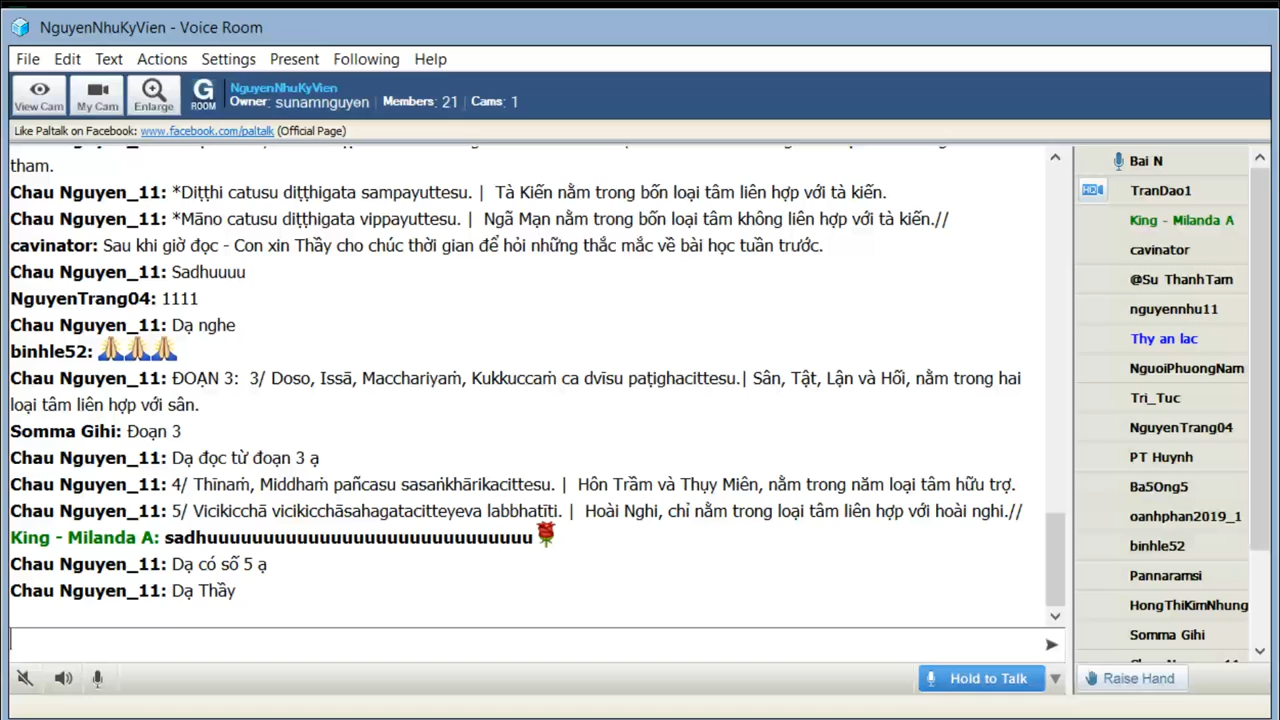 NguyenNhuKyVien - Voice Room
File Edit Text Actions Settings Present Following Help
View Cam
My Cam
Enlarge
G
ROOM
NguyenNhuKyVien
Owner: sunamnguyen | Members: 21 | Cams: 1
Like Paltalk on Facebook: www.facebook.com/paltalk (Official Page)
tham.
Chau Nguyen_11: *Diṭṭhi catusu diṭṭhigata sampayuttesu. | Tà Kiến nằm trong bốn loại tâm liên hợp với tà kiến.
Chau Nguyen_11: *Māno catusu diṭṭhigata vippayuttesu. | Ngã Mạn nằm trong bốn loại tâm không liên hợp với tà kiến.//
cavinator: Sau khi giờ đọc - Con xin Thầy cho chúc thời gian để hỏi những thắc mắc về bài học tuần trước.
Chau Nguyen_11: Sadhuuuu
NguyenTrang04: 1111
Chau Nguyen_11: Dạ nghe
binhle52:
Chau Nguyen_11: ĐOẠN 3: 3/ Doso, Issā, Macchariyaṁ, Kukkuccaṁ ca dvīsu paṭighacittesu.| Sân, Tật, Lận và Hối, nằm trong hai
loại tâm liên hợp với sân.
Somma Gihi: Đoạn 3
Chau Nguyen_11: Dạ đọc từ đoạn 3 ạ
Chau Nguyen_11: 4/ Thīnaṁ, Middhaṁ pañcasu sasaṅkhārikacittesu. | Hôn Trầm và Thụy Miên, nằm trong năm loại tâm hữu trợ.
Chau Nguyen_11: 5/ Vicikicchā vicikicchāsahagatacitteyeva labbhatīti. | Hoài Nghi, chỉ nằm trong loại tâm liên hợp với hoài nghi.//
King - Milanda A: sadhuuuuuuuuuuuuuuuuuuuuuuuuuuuuu
Chau Nguyen_11: Dạ có số 5 ạ
Chau Nguyen_11: Dạ Thầy
Hold to Talk
Bai N
HD
TranDao1
King - Milanda A
cavinator
@Su ThanhTam
nguyennhu11
Thy an lac
NguoiPhuongNam
Tri_Tuc
NguyenTrang04
PT Huynh
Ba5Ong5
oanhphan2019_1
binhle52
Pannaramsi
HongThiKimNhung
Somma Gihi
Raise Hand